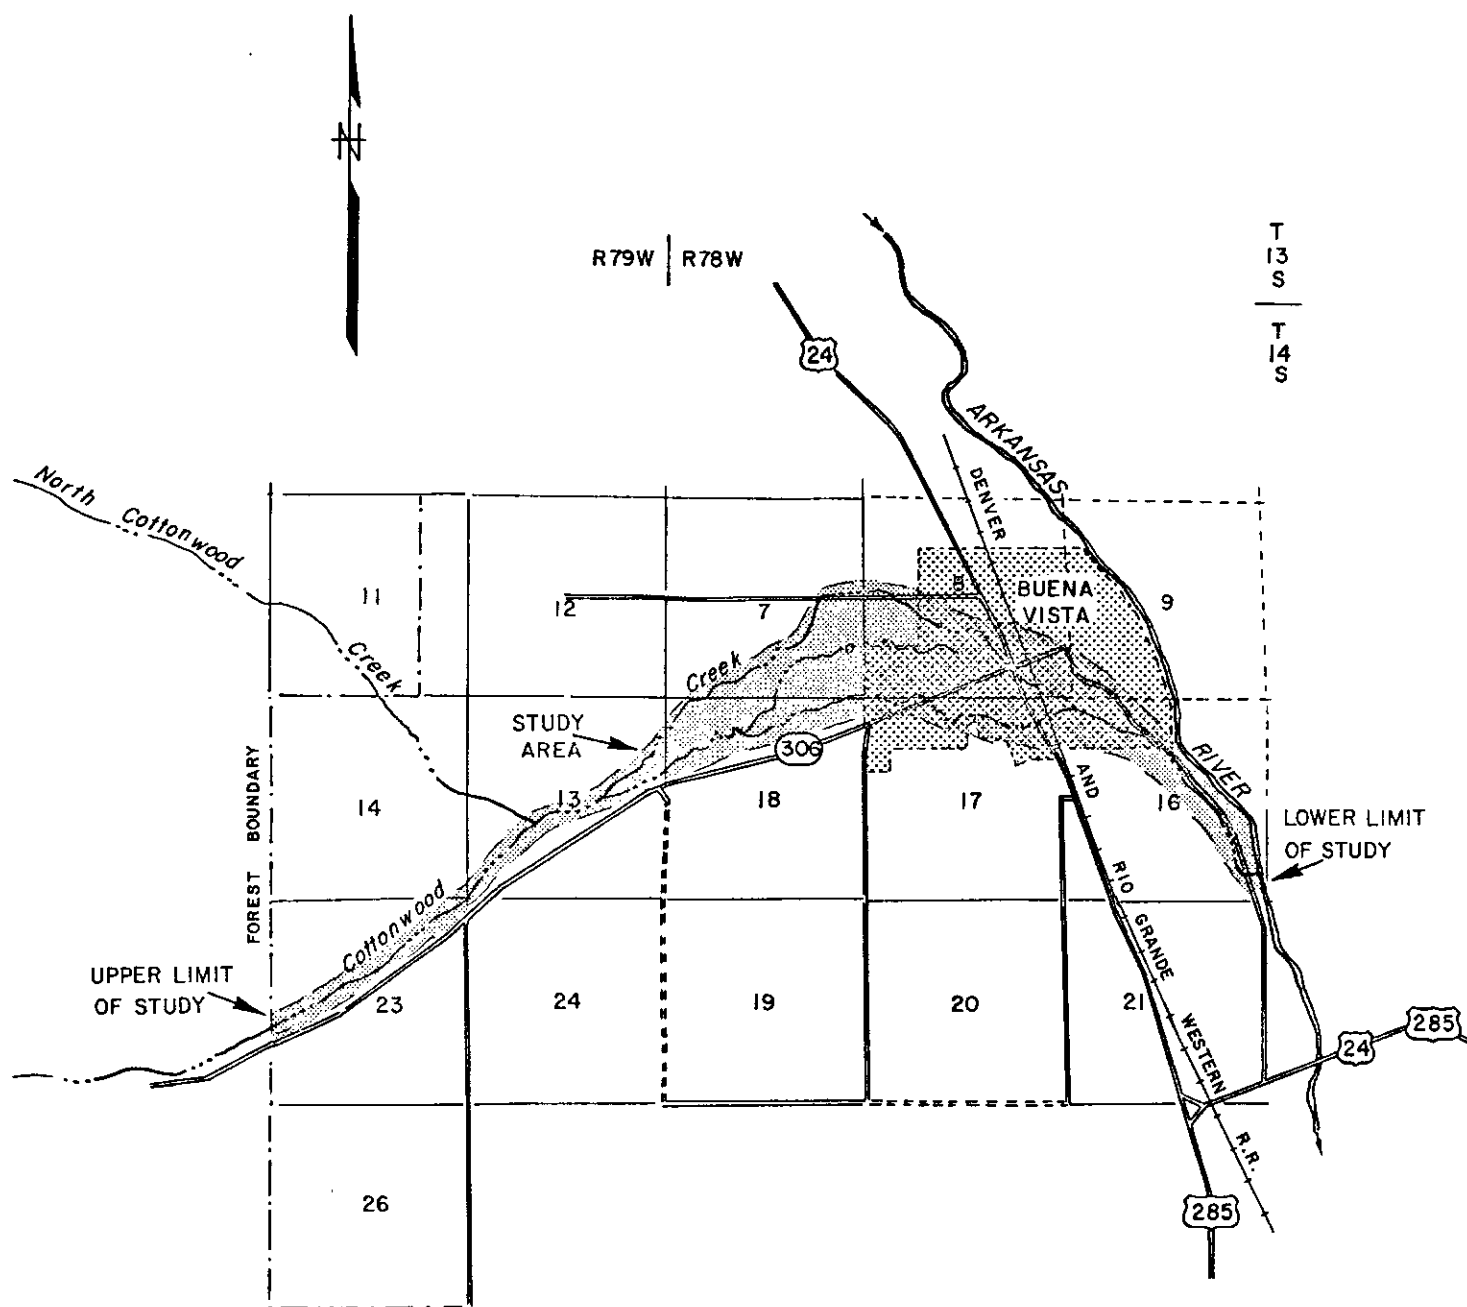 N
R79W R78W
T
13
S
T
14
S
24
ARKANSAS
RIVER
DENVER
AND
RIO
GRANDE
WESTERN
R.R.
North Cottonwood
Creek
11
12
7
8
BUENA
VISTA
9
Creek
STUDY
AREA
306
FOREST BOUNDARY
14
13
18
17
16
LOWER LIMIT
OF STUDY
Cottonwood
UPPER LIMIT
OF STUDY
23
24
19
20
21
24
285
26
285